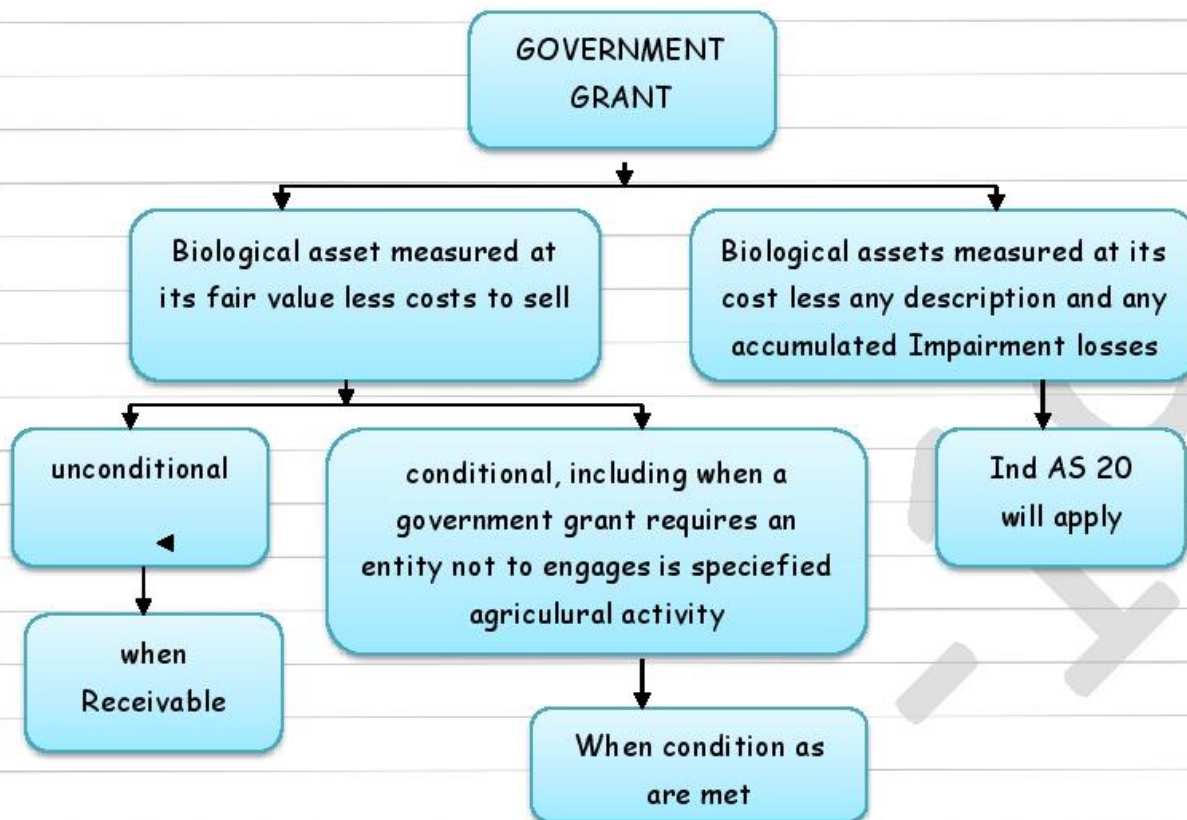 GOVERNMENT
GRANT
Biological asset measured at
its fair value less costs to sell
Biological assets measured at its
cost less any description and any
accumulated Impairment losses
unconditional
conditional, including when a
government grant requires an
entity not to engages is speciefied
agriculural activity
Ind AS 20
will apply
when
Receivable
When condition as
are met